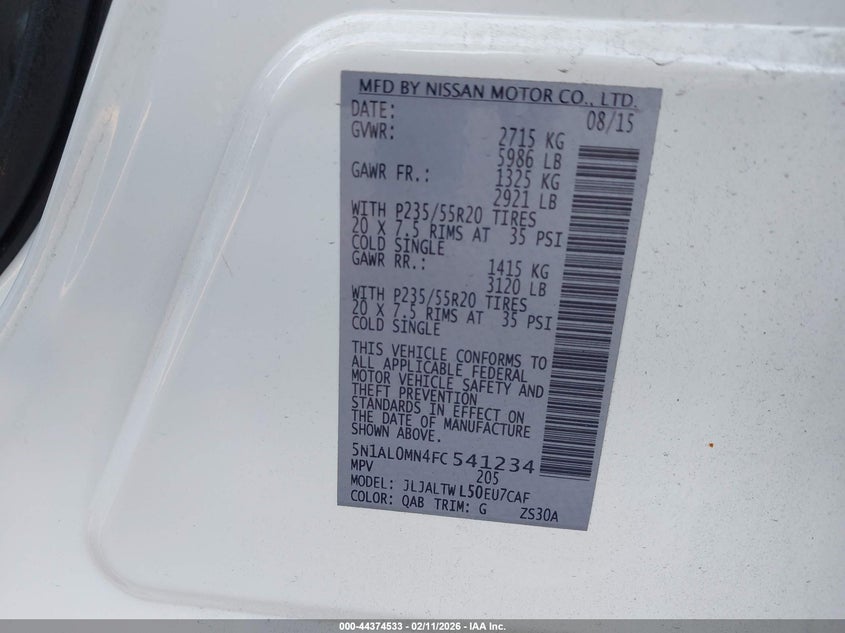 MFD BY NISSAN MOTOR CO., LTD.
DATE: 08/15
GVWR: 2715 KG
5986 LB
GAWR FR.: 1325 KG
2921 LB
WITH P235/55R20 TIRES
20 X 7.5 RIMS AT 35 PSI
COLD SINGLE
GAWR RR.: 1415 KG
3120 LB
WITH P235/55R20 TIRES
20 X 7.5 RIMS AT 35 PSI
COLD SINGLE
THIS VEHICLE CONFORMS TO
ALL APPLICABLE FEDERAL
MOTOR VEHICLE SAFETY AND
THEFT PREVENTION
STANDARDS IN EFFECT ON
THE DATE OF MANUFACTURE
SHOWN ABOVE.
5N1AL0MN4FC541234
MPV 205
MODEL: JLJALTWL50EU7CAF
COLOR: QAB TRIM: G ZS30A
000-44374533 - 02/11/2026 - IAA Inc.